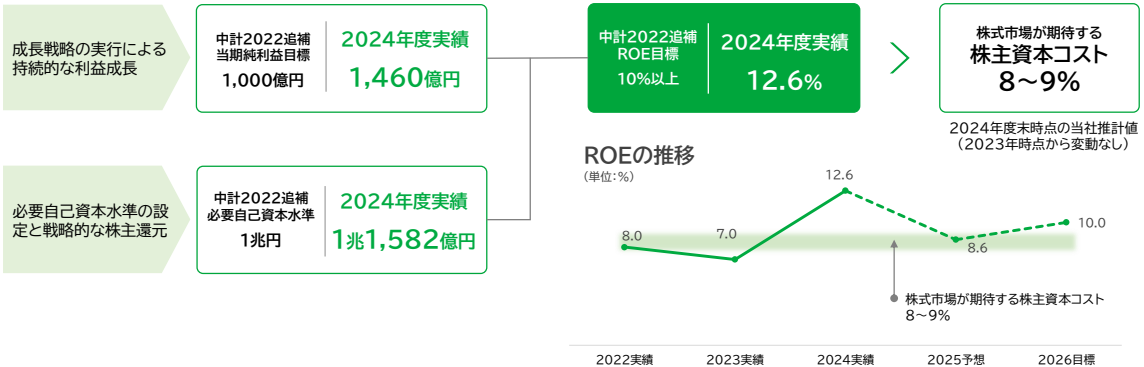 成長戦略の実行による
持続的な利益成長
中計2022追補
当期純利益目標
1,000億円
2024年度実績
1,460億円
中計2022追補
ROE目標
10%以上
2024年度実績
12.6%
株式市場が期待する
株主資本コスト
8〜9%
2024年度末時点の当社推計値
（2023年時点から変動なし）
必要自己資本水準の設
定と戦略的な株主還元
中計2022追補
必要自己資本水準
1兆円
2024年度実績
1兆1,582億円
ROEの推移
（単位：%）
8.0
7.0
12.6
8.6
10.0
株式市場が期待する株主資本コスト
8〜9%
2022実績
2023実績
2024実績
2025予想
2026目標